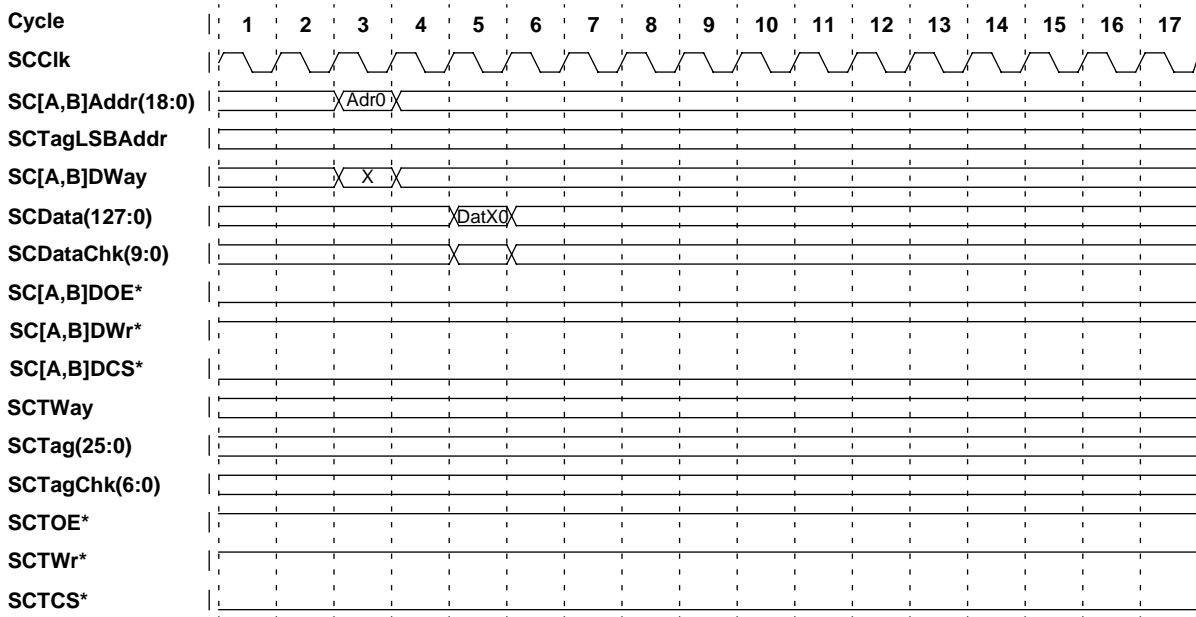 Cycle 1 2 3 4 5 6 7 8 9 10 11 12 13 14 15 16 17
SCClk
SC[A,B]Addr(18:0) Adr0
SCTagLSBAddr
SC[A,B]DWay X
SCData(127:0) DatX0
SCDataChk(9:0)
SC[A,B]DOE*
SC[A,B]DWr*
SC[A,B]DCS*
SCTWay
SCTag(25:0)
SCTagChk(6:0)
SCTOE*
SCTWr*
SCTCS*